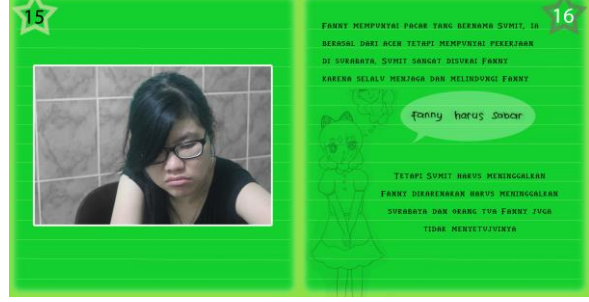 15
16
FANNY MEMPUNYAI PACAR YANG BERNAMA SUMIT, IA
BERASAL DARI ACEH TETAPI MEMPUNYAI PEKERJAAN
DI SURABAYA, SUMIT SANGAT DISUKAI FANNY
KARENA SELALU MENJAGA DAN MELINDUNGI FANNY
fanny harus sabar
TETAPI SUMIT HARUS MENINGGALKAN
FANNY DIKARENAKAN HARUS MENINGGALKAN
SURABAYA DAN ORANG TUA FANNY JUGA
TIDAK MENYETUJUINYA